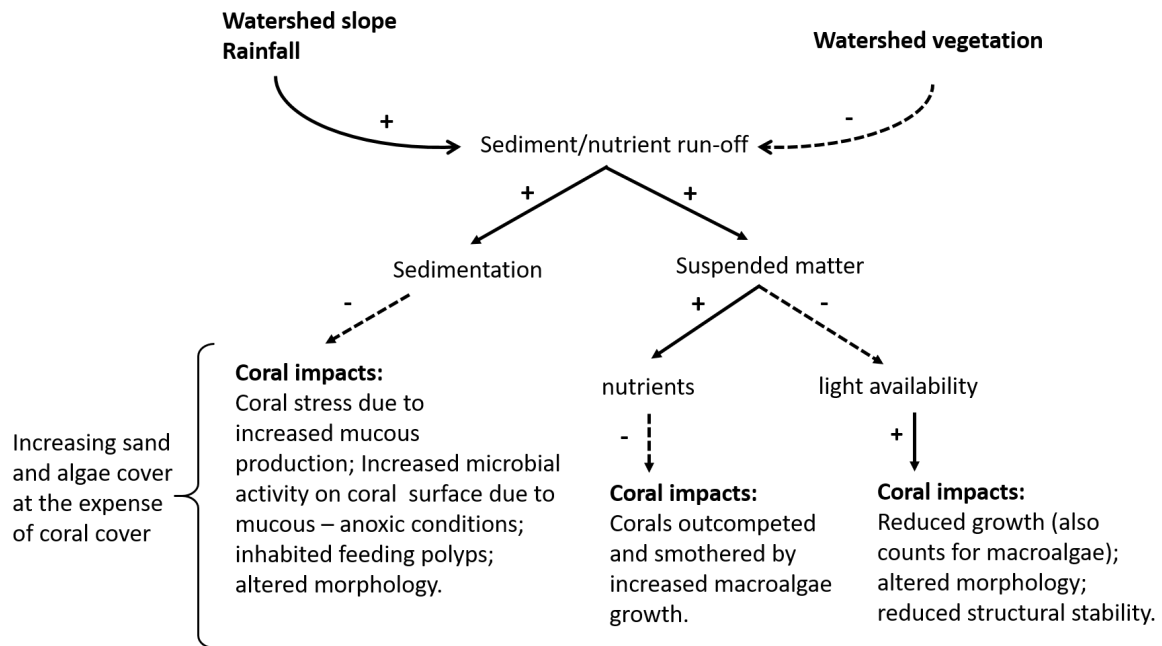 Watershed slope
Rainfall
Watershed vegetation
+
-
Sediment/nutrient run-off
+
+
Sedimentation
Suspended matter
-
+
-
Coral impacts:
Coral stress due to
increased mucous
production; Increased microbial
activity on coral surface due to
mucous – anoxic conditions;
inhabited feeding polyps;
altered morphology.
nutrients
light availability
-
+
Increasing sand
and algae cover
at the expense
of coral cover
Coral impacts:
Corals outcompeted
and smothered by
increased macroalgae
growth.
Coral impacts:
Reduced growth (also
counts for macroalgae);
altered morphology;
reduced structural stability.